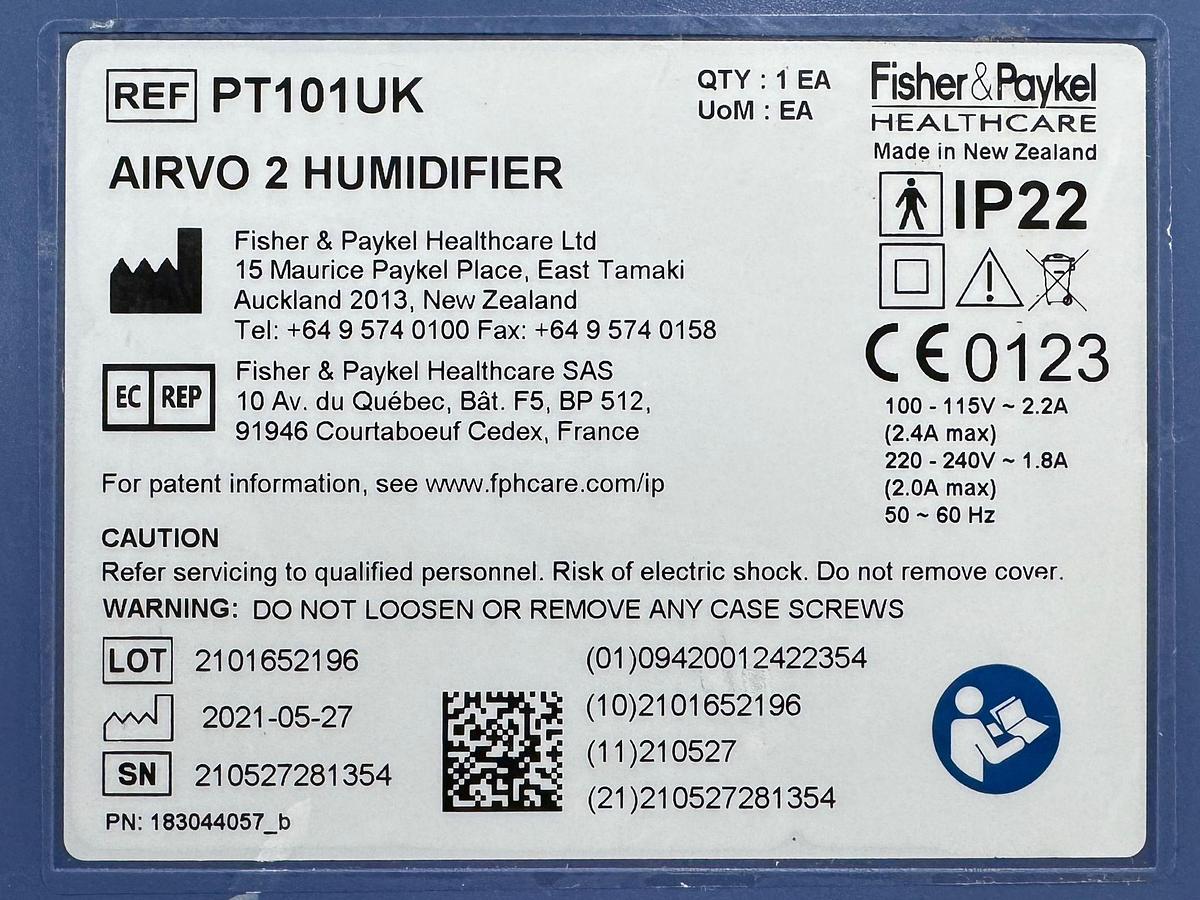 REF PT101UK
QTY : 1 EA
UoM : EA
Fisher&Paykel
HEALTHCARE
Made in New Zealand
AIRVO 2 HUMIDIFIER
IP22
Fisher & Paykel Healthcare Ltd
15 Maurice Paykel Place, East Tamaki
Auckland 2013, New Zealand
Tel: +64 9 574 0100 Fax: +64 9 574 0158
CE 0123
EC REP
Fisher & Paykel Healthcare SAS
10 Av. du Québec, Bât. F5, BP 512,
91946 Courtaboeuf Cedex, France
100 - 115V ~ 2.2A
(2.4A max)
220 - 240V ~ 1.8A
(2.0A max)
50 ~ 60 Hz
For patent information, see www.fphcare.com/ip
CAUTION
Refer servicing to qualified personnel. Risk of electric shock. Do not remove cover.
WARNING: DO NOT LOOSEN OR REMOVE ANY CASE SCREWS
LOT 2101652196
2021-05-27
SN 210527281354
PN: 183044057_b
(01)09420012422354
(10)2101652196
(11)210527
(21)210527281354